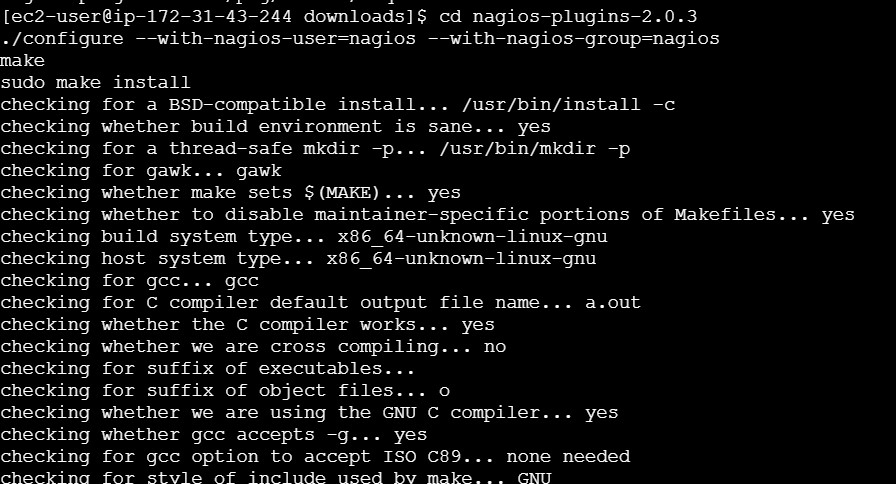 [ec2-user@ip-172-31-43-244 downloads]$ cd nagios-plugins-2.0.3
./configure --with-nagios-user=nagios --with-nagios-group=nagios
make
sudo make install
checking for a BSD-compatible install... /usr/bin/install -c
checking whether build environment is sane... yes
checking for a thread-safe mkdir -p... /usr/bin/mkdir -p
checking for gawk... gawk
checking whether make sets $(MAKE)... yes
checking whether to disable maintainer-specific portions of Makefiles... yes
checking build system type... x86_64-unknown-linux-gnu
checking host system type... x86_64-unknown-linux-gnu
checking for gcc... gcc
checking for C compiler default output file name... a.out
checking whether the C compiler works... yes
checking whether we are cross compiling... no
checking for suffix of executables...
checking for suffix of object files... o
checking whether we are using the GNU C compiler... yes
checking whether gcc accepts -g... yes
checking for gcc option to accept ISO C89... none needed
checking for style of include used by make... GNU